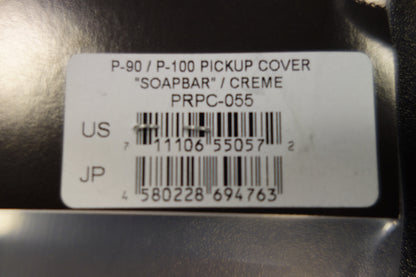 P-90 / P-100 PICKUP COVER
"SOAPBAR" / CREME
PRPC-055
US
7 11106 55057 2
JP
4 580228 694763